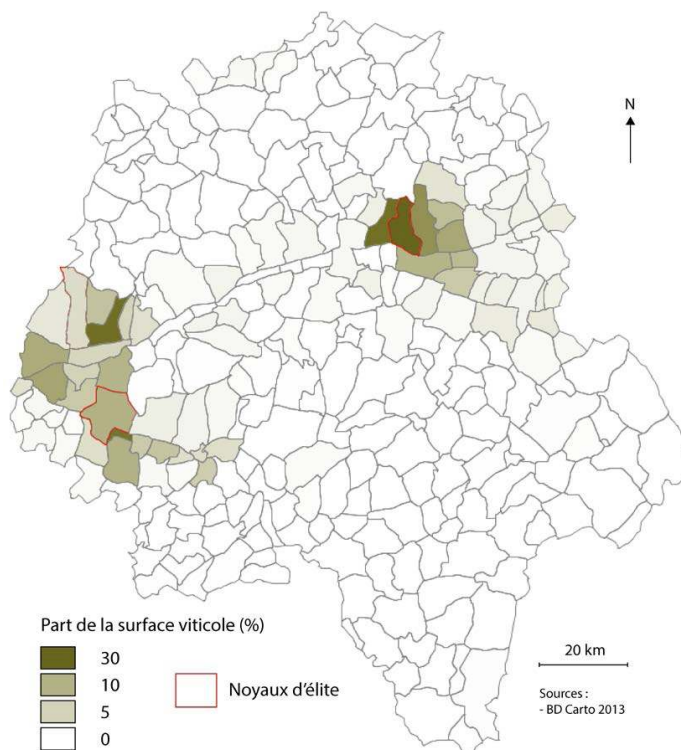 N
Part de la surface viticole (%)
30
10
5
0
Noyaux d'élite
20 km
Sources :
- BD Carto 2013